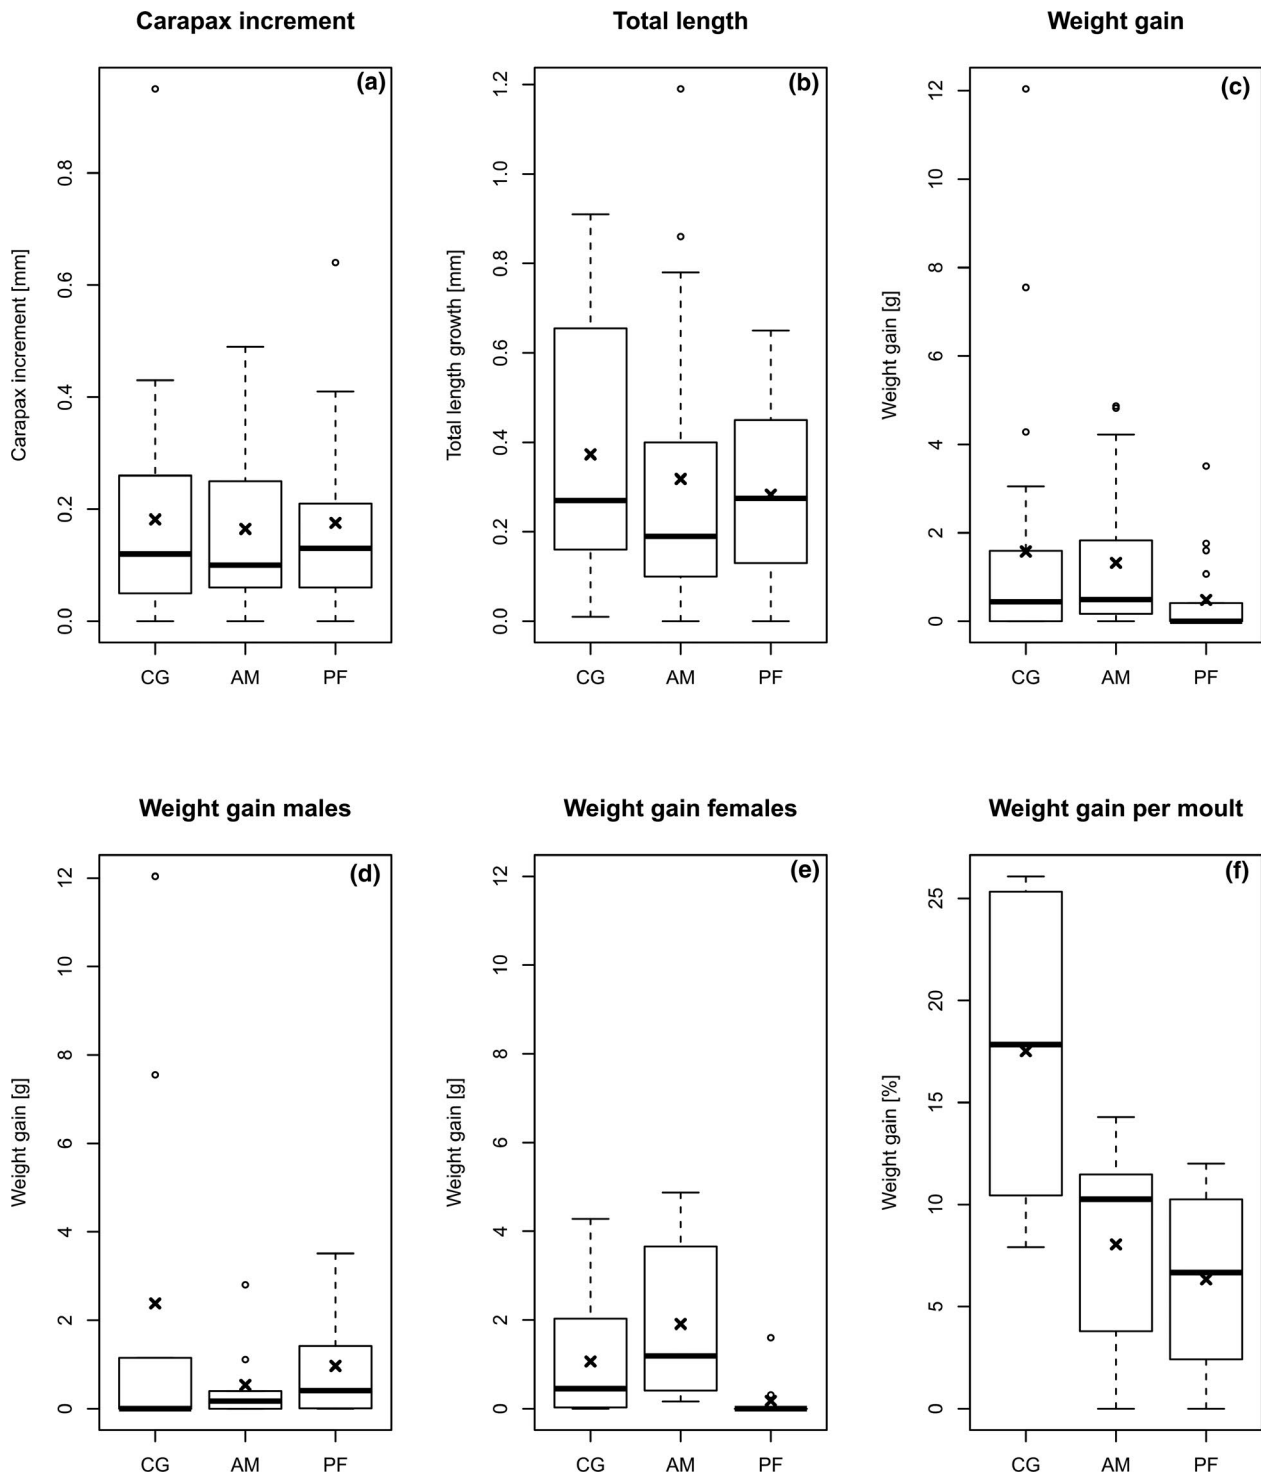 Carapax increment
(a)
Carapax increment [mm]
0.0
0.2
0.4
0.6
0.8
CG AM PF
Total length
(b)
Total length growth [mm]
0.0
0.2
0.4
0.6
0.8
1.0
1.2
CG AM PF
Weight gain
(c)
Weight gain [g]
0
2
4
6
8
10
12
CG AM PF
Weight gain males
(d)
Weight gain [g]
0
2
4
6
8
10
12
CG AM PF
Weight gain females
(e)
Weight gain [g]
0
2
4
6
8
10
12
CG AM PF
Weight gain per moult
(f)
Weight gain [%]
0
5
10
15
20
25
CG AM PF